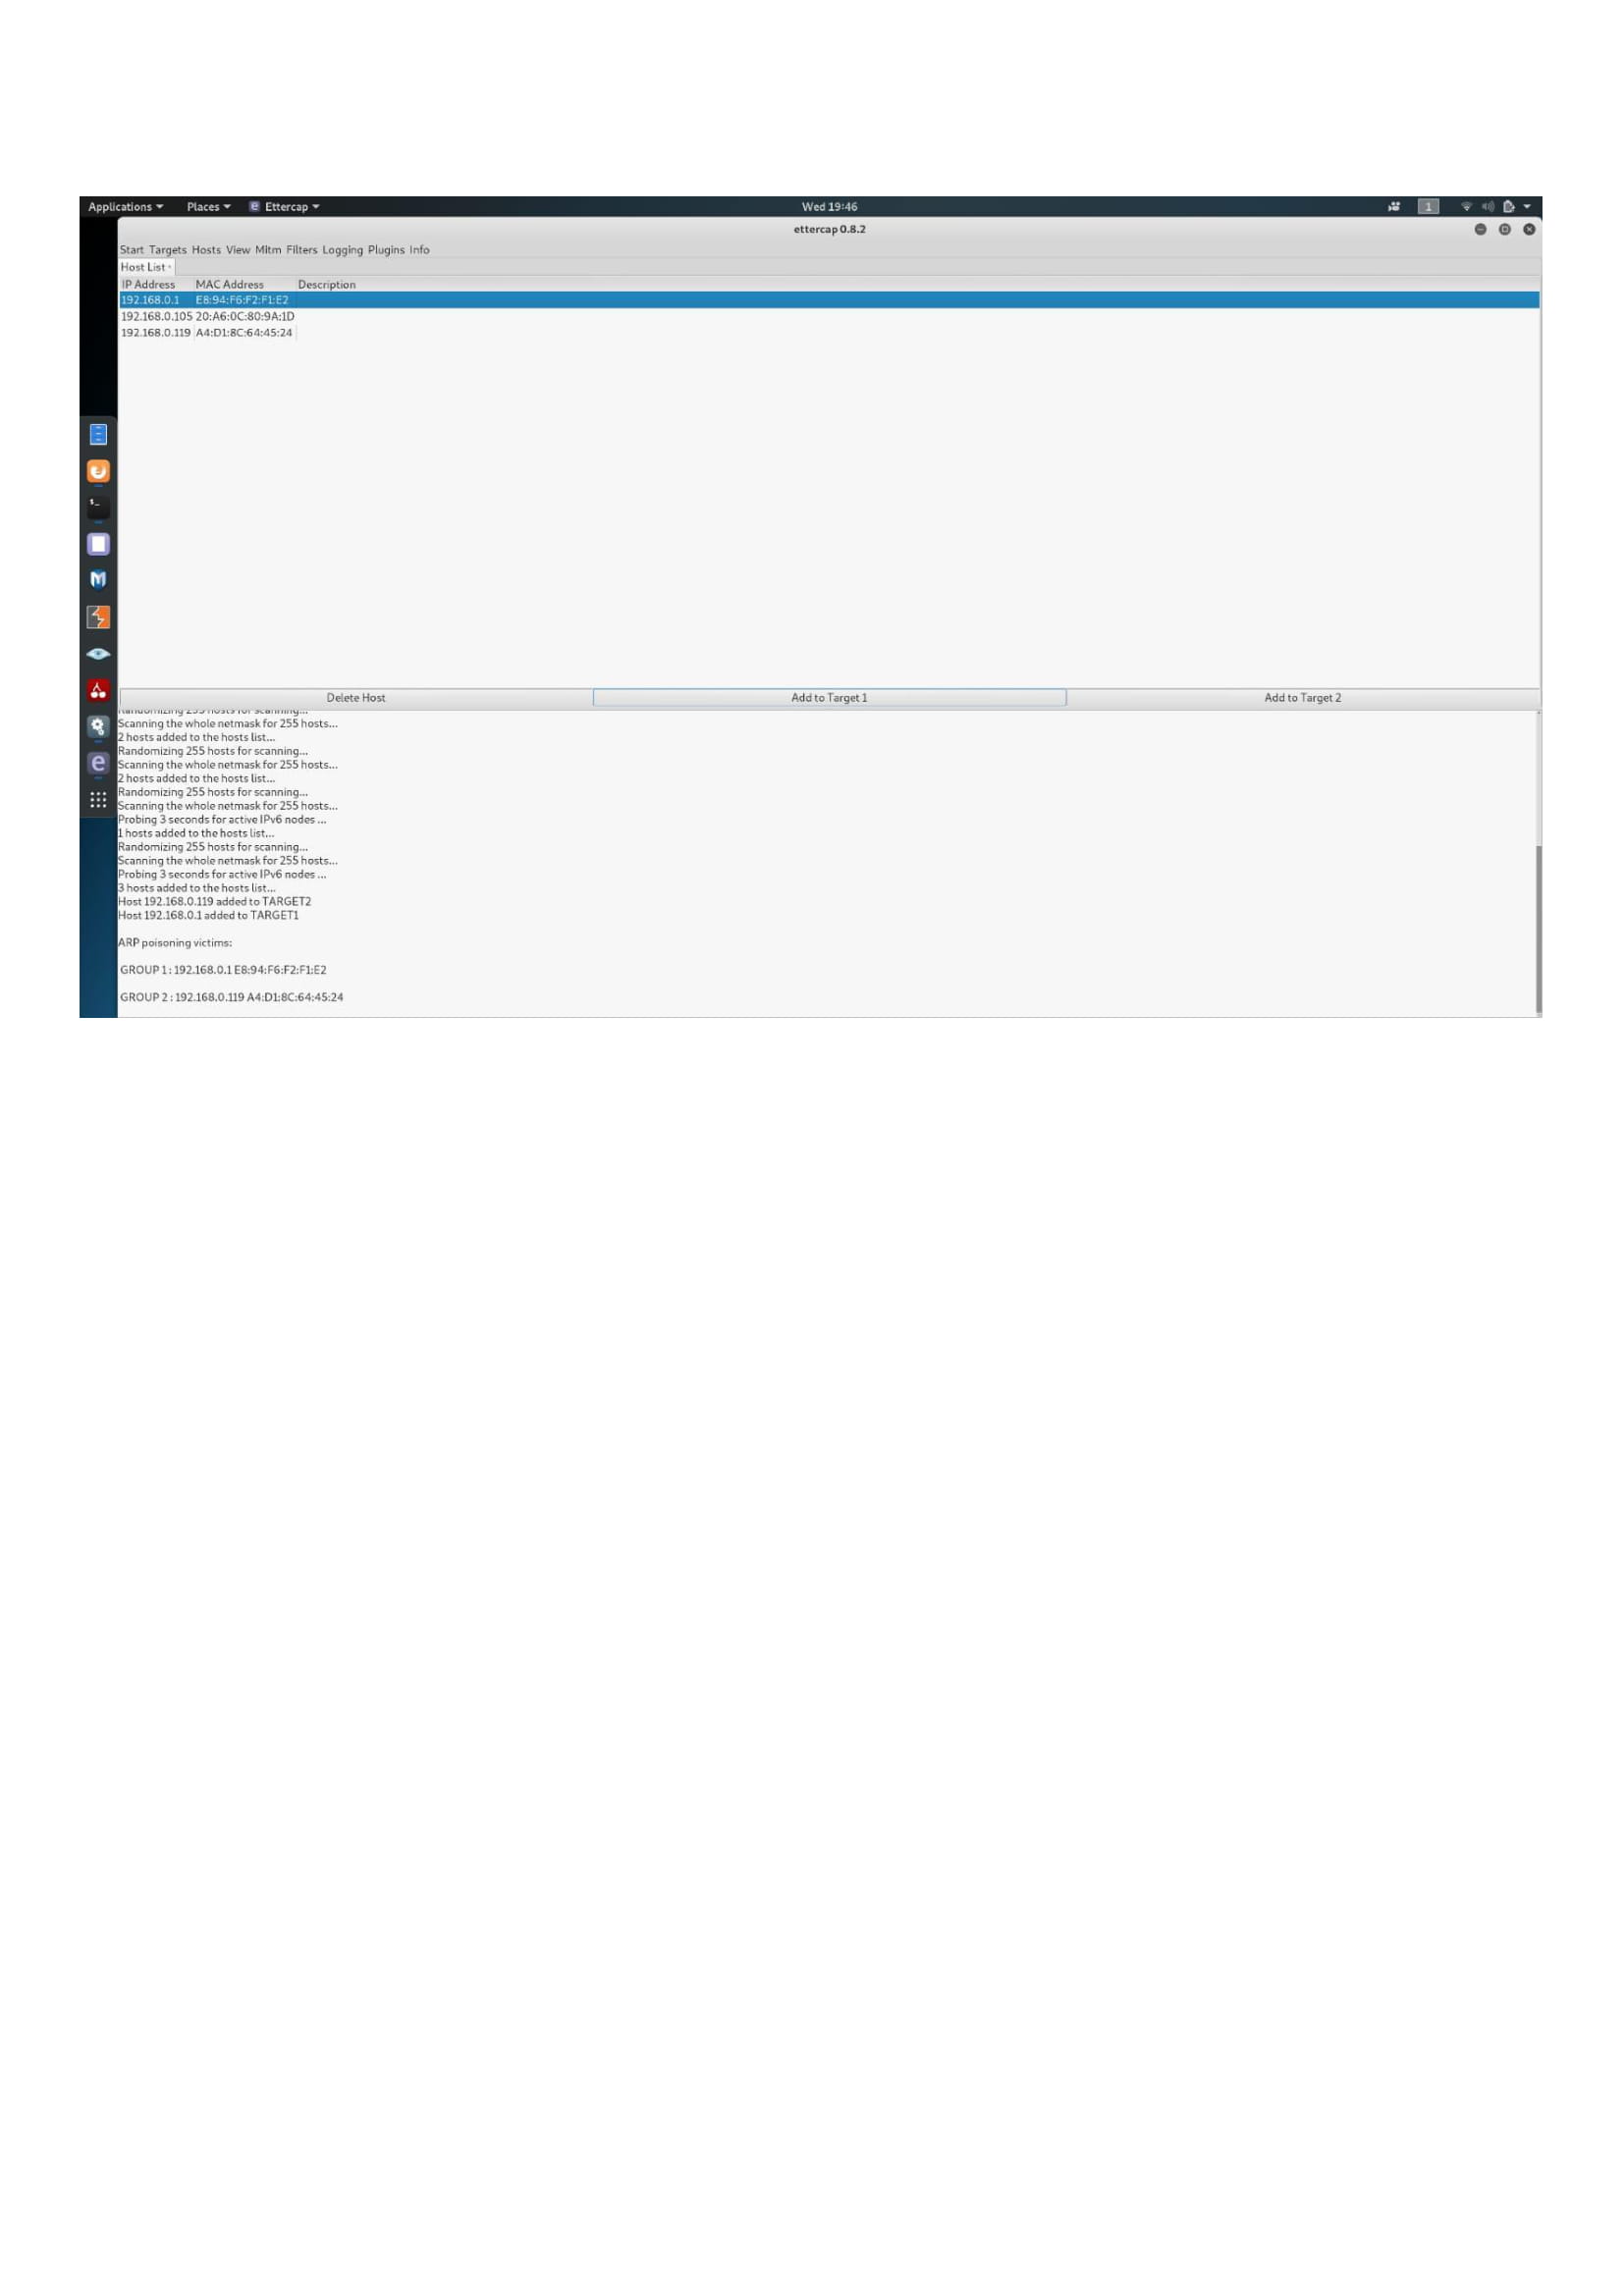 Applications Places Ettercap Wed 19:46 1
ettercap 0.8.2
Start Targets Hosts View Mitm Filters Logging Plugins Info
Host List
IP Address MAC Address Description
192.168.0.1 E8:94:F6:F2:F1:E2
192.168.0.105 20:A6:0C:80:9A:1D
192.168.0.119 A4:D1:8C:64:45:24
Delete Host Add to Target 1 Add to Target 2
Randomizing 255 hosts for scanning...
Scanning the whole netmask for 255 hosts...
2 hosts added to the hosts list...
Randomizing 255 hosts for scanning...
Scanning the whole netmask for 255 hosts...
2 hosts added to the hosts list...
Randomizing 255 hosts for scanning...
Scanning the whole netmask for 255 hosts...
Probing 3 seconds for active IPv6 nodes ...
1 hosts added to the hosts list...
Randomizing 255 hosts for scanning...
Scanning the whole netmask for 255 hosts...
Probing 3 seconds for active IPv6 nodes ...
3 hosts added to the hosts list...
Host 192.168.0.119 added to TARGET2
Host 192.168.0.1 added to TARGET1
ARP poisoning victims:
GROUP 1 : 192.168.0.1 E8:94:F6:F2:F1:E2
GROUP 2 : 192.168.0.119 A4:D1:8C:64:45:24